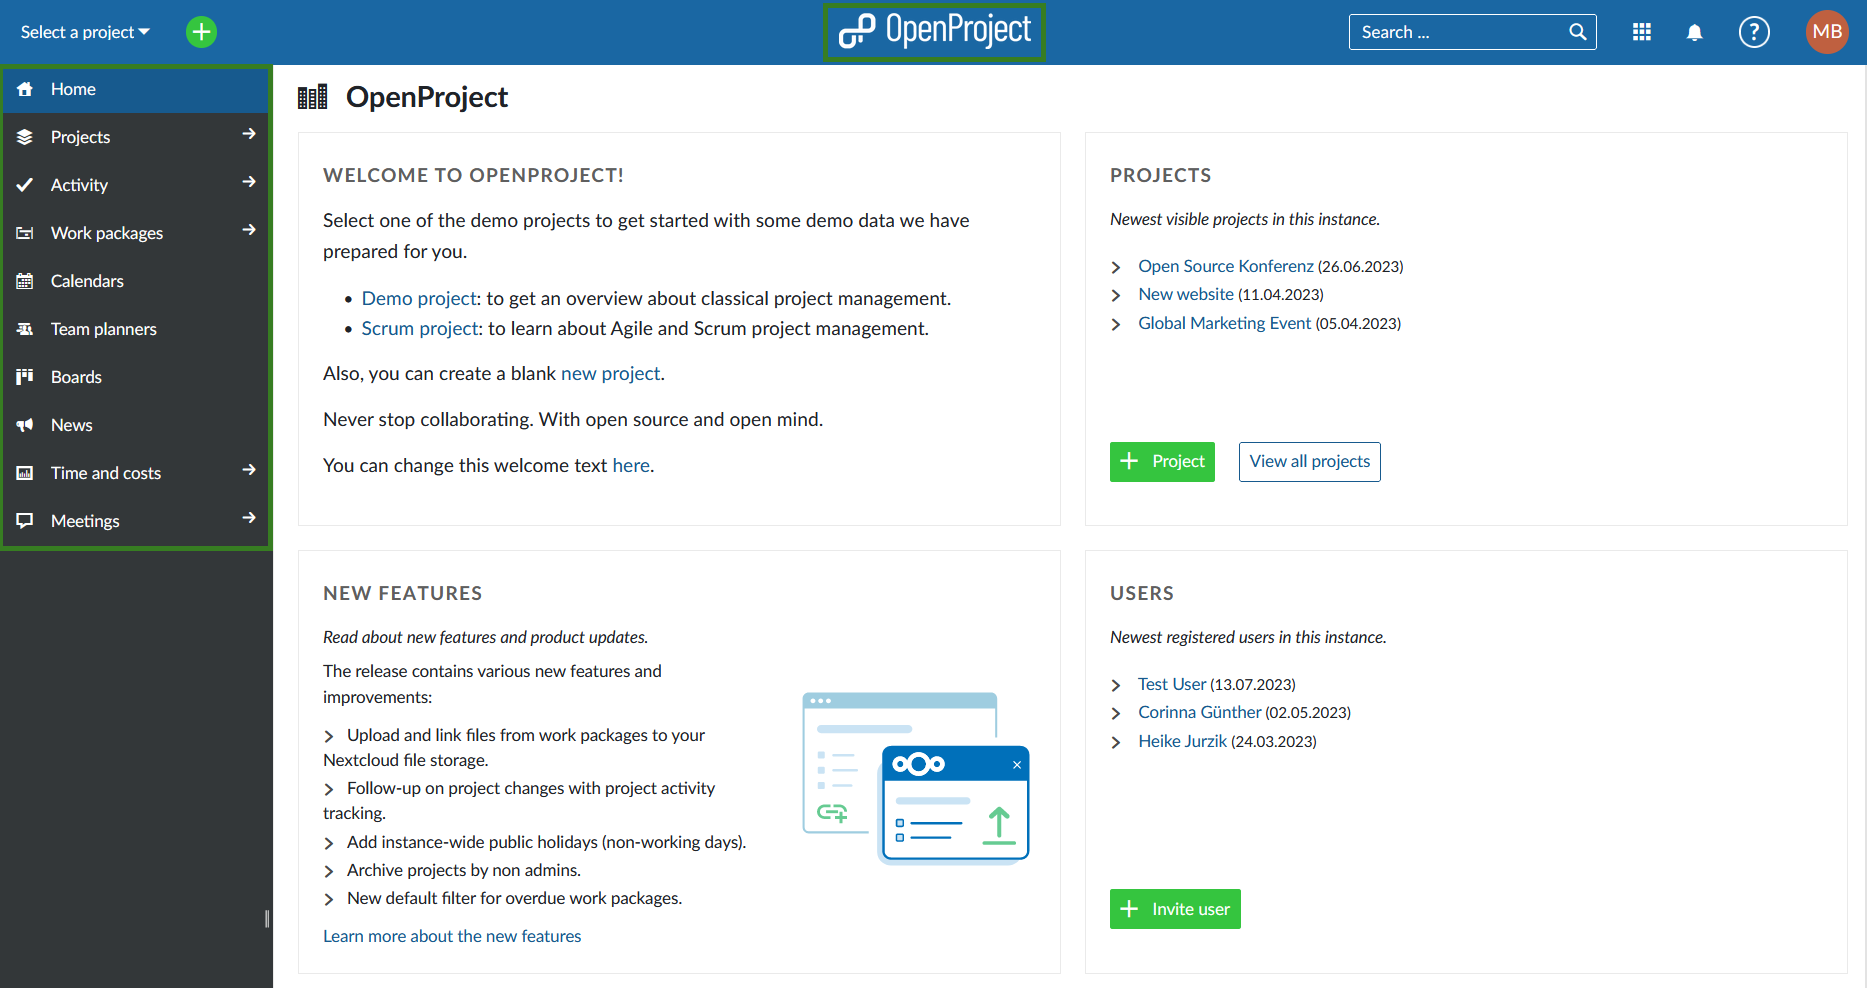 Select a project
OpenProject
Search ...
?
MB
Home
Projects
Activity
Work packages
Calendars
Team planners
Boards
News
Time and costs
Meetings
OpenProject
WELCOME TO OPENPROJECT!
Select one of the demo projects to get started with some demo data we have
prepared for you.
• Demo project: to get an overview about classical project management.
• Scrum project: to learn about Agile and Scrum project management.
Also, you can create a blank new project.
Never stop collaborating. With open source and open mind.
You can change this welcome text here.
PROJECTS
Newest visible projects in this instance.
Open Source Konferenz (26.06.2023)
New website (11.04.2023)
Global Marketing Event (05.04.2023)
+ Project
View all projects
NEW FEATURES
Read about new features and product updates.
The release contains various new features and
improvements:
Upload and link files from work packages to your
Nextcloud file storage.
Follow-up on project changes with project activity
tracking.
Add instance-wide public holidays (non-working days).
Archive projects by non admins.
New default filter for overdue work packages.
Learn more about the new features
USERS
Newest registered users in this instance.
Test User (13.07.2023)
Corinna Günther (02.05.2023)
Heike Jurzik (24.03.2023)
+ Invite user